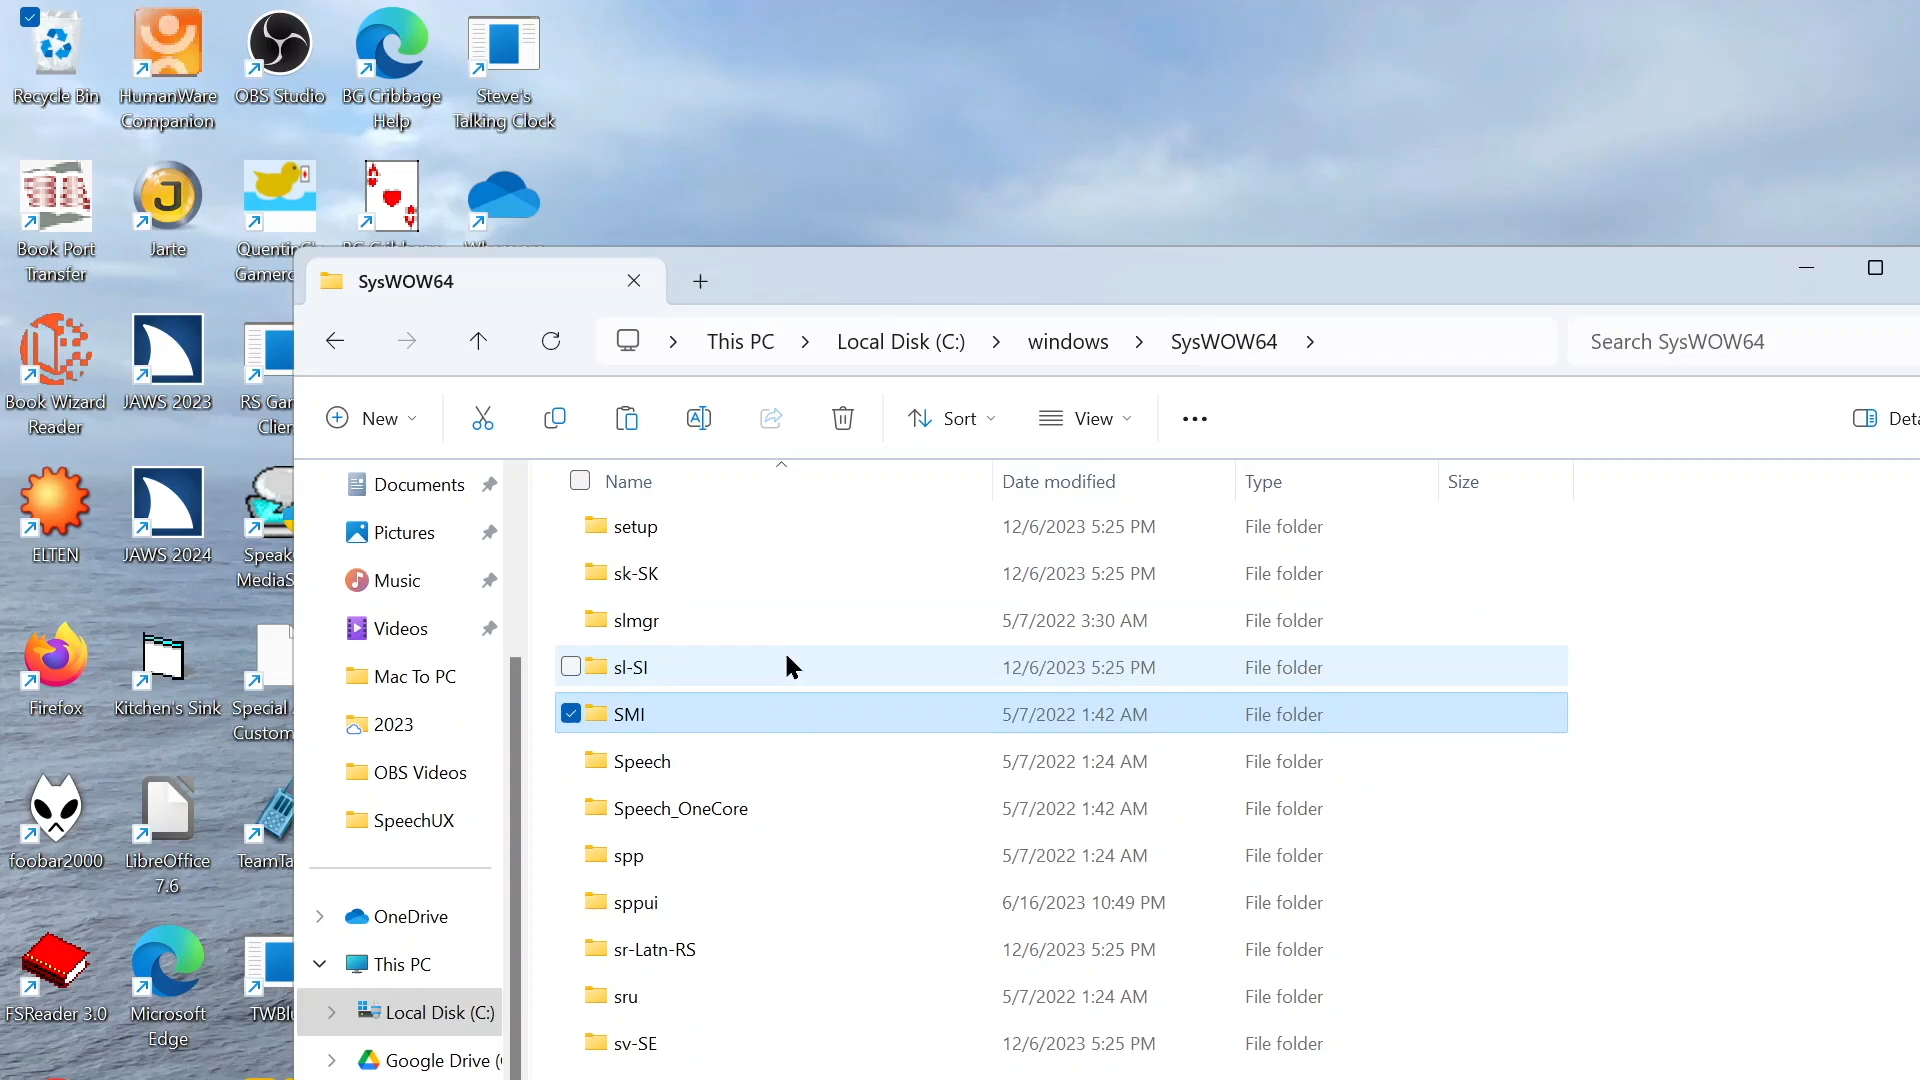 Recycle Bin
HumanWare
Companion
OBS Studio
BG Cribbage
Help
Steve's
Talking Clock
Book Port
Transfer
Jarte
Gamero
SysWOW64
This PC
Local Disk (C:)
windows
SysWOW64
Search SysWOW64
Book Wizard
Reader
JAWS 2023
RS Gar
Clien
New
Sort
View
Deta
Documents
Name
Date modified
Type
Size
Pictures
setup
12/6/2023 5:25 PM
File folder
ELTEN
JAWS 2024
Speak
MediaS
Music
sk-SK
12/6/2023 5:25 PM
File folder
Videos
slmgr
5/7/2022 3:30 AM
File folder
Mac To PC
sl-SI
12/6/2023 5:25 PM
File folder
Firefox
Kitchen's Sink
Special
Custom
2023
SMI
5/7/2022 1:42 AM
File folder
OBS Videos
Speech
5/7/2022 1:24 AM
File folder
SpeechUX
Speech_OneCore
5/7/2022 1:42 AM
File folder
foobar2000
LibreOffice
7.6
TeamTa
spp
5/7/2022 1:24 AM
File folder
OneDrive
sppui
6/16/2023 10:49 PM
File folder
This PC
sr-Latn-RS
12/6/2023 5:25 PM
File folder
FSReader 3.0
Microsoft
Edge
TWBl
Local Disk (C:)
sru
5/7/2022 1:24 AM
File folder
Google Drive (
sv-SE
12/6/2023 5:25 PM
File folder